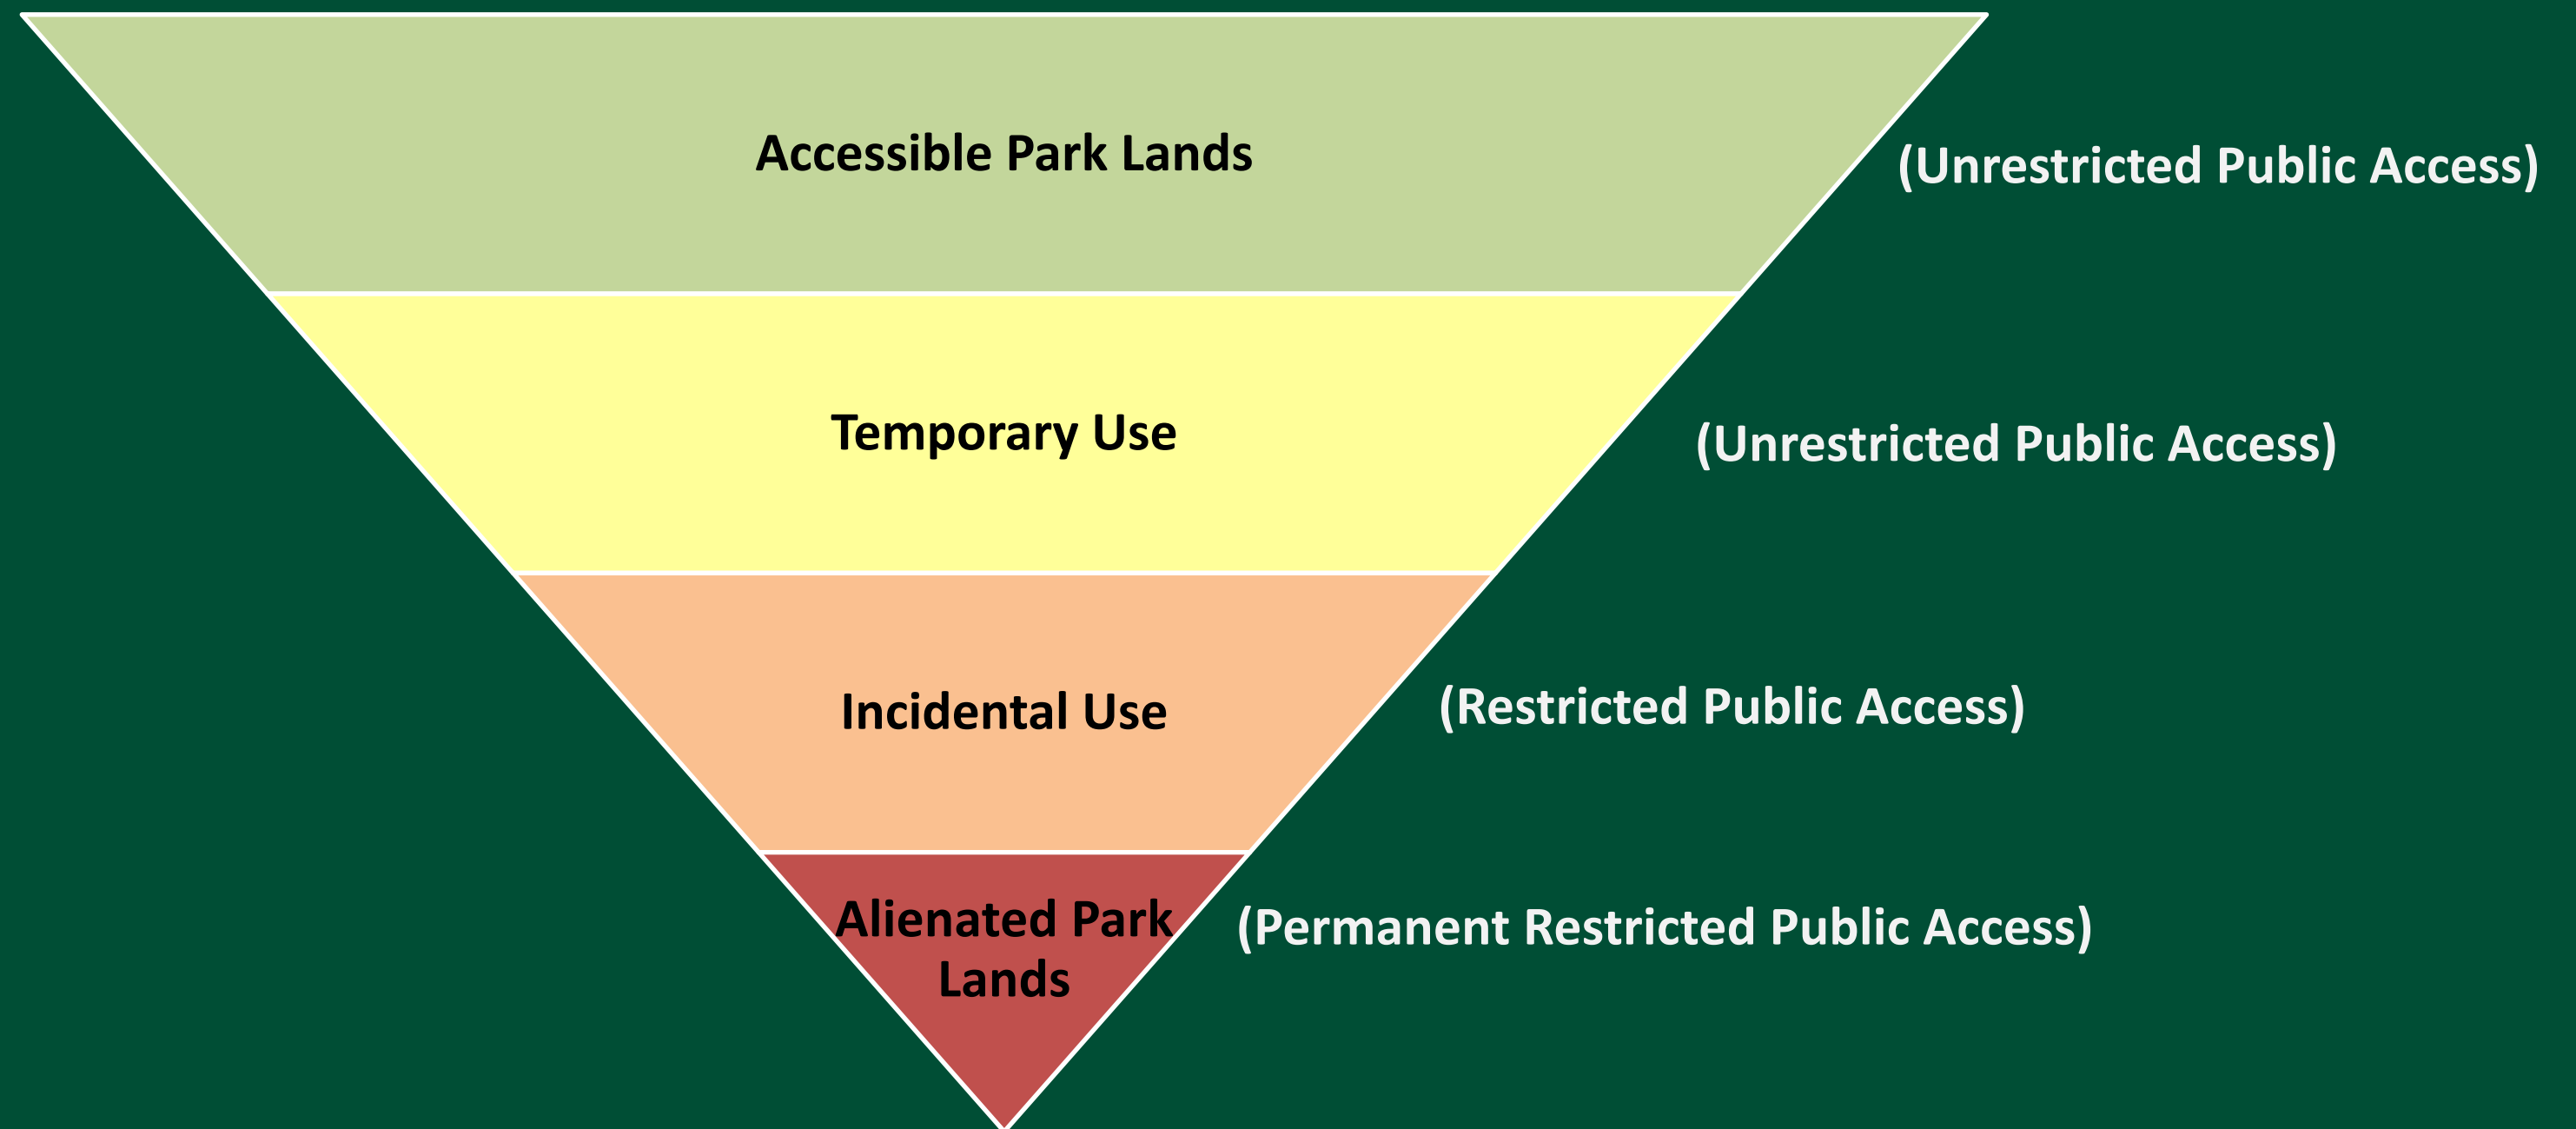 Accessible Park Lands
(Unrestricted Public Access)
Temporary Use
(Unrestricted Public Access)
Incidental Use
(Restricted Public Access)
Alienated Park
Lands
(Permanent Restricted Public Access)